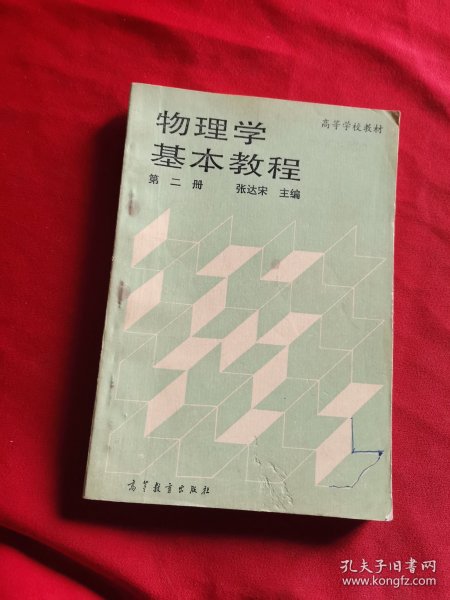 高等学校教材
物理学
基本教程
第二册 张达宋 主编
高等教育出版社
孔夫子旧书网
www.kongfz.com